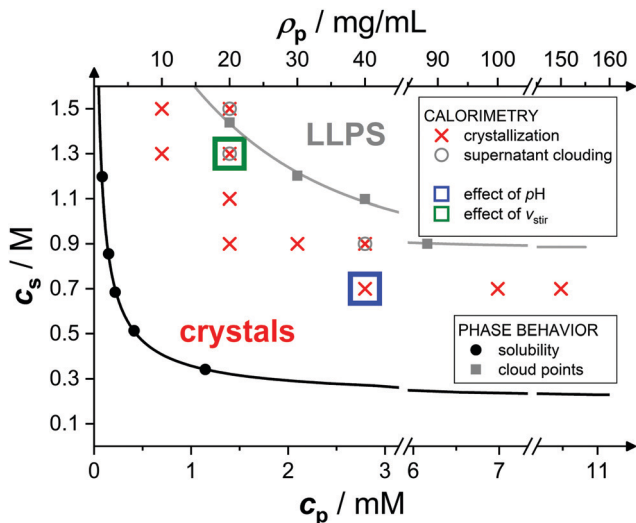 ρp / mg/mL
10 20 30 40 90 100 150 160
cs / M
1.5
1.3
1.1
0.9
0.7
0.5
0.3
0.1
LLPS
crystals
CALORIMETRY
crystallization
supernatant clouding
effect of pH
effect of vstir
PHASE BEHAVIOR
solubility
cloud points
0 1 2 3 6 7 11
cp / mM